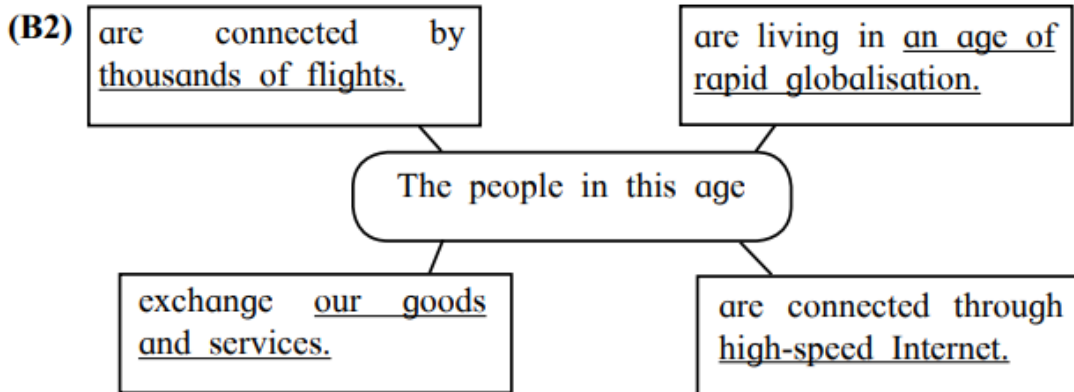 (B2)
are connected by
thousands of flights.
are living in an age of
rapid globalisation.
The people in this age
exchange our goods
and services.
are connected through
high-speed Internet.